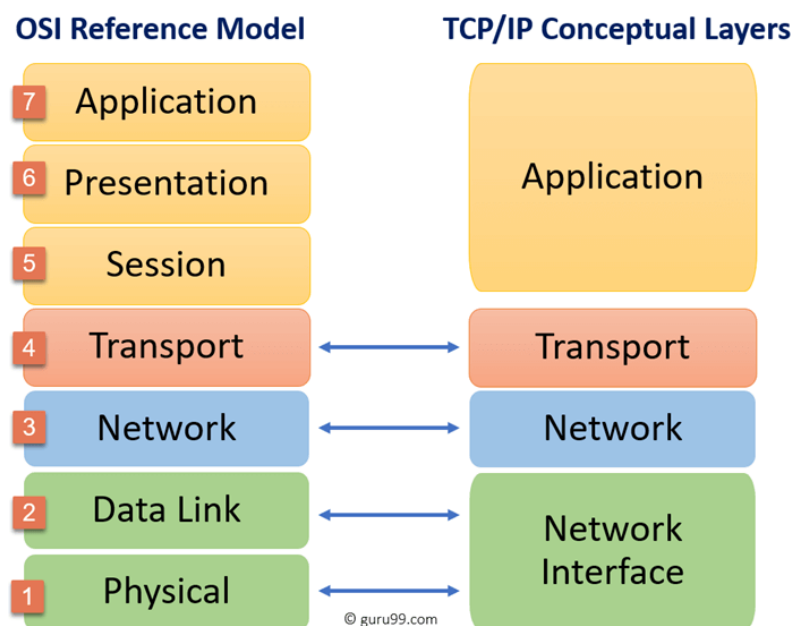 OSI Reference Model
TCP/IP Conceptual Layers
7
Application
6
Presentation
5
Session
Application
4
Transport
Transport
3
Network
Network
2
Data Link
1
Physical
Network
Interface
© guru99.com